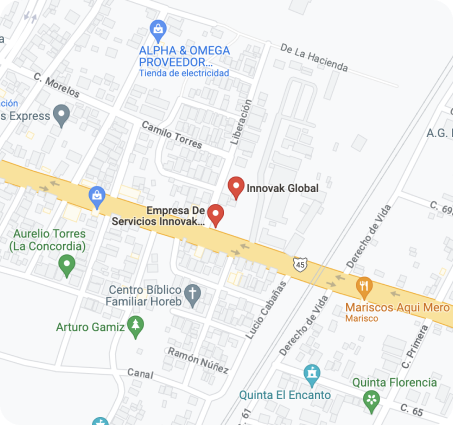 De La Hacienda
ALPHA & OMEGA
PROVEEDOR...
Tienda de electricidad
C. Morelos
ción
s Express
Camilo Torres
Liberación
A.G.
Innovak Global
Empresa De
Servicios Innovak...
C. 69
Derecho de Vida
Aurelio Torres
(La Concordia)
45
Centro Bíblico
Familiar Horeb
Lucio Cabañas
Derecho de Vida
Mariscos Aqui Mero
Marisco
Arturo Gamiz
C. Primera
Ramón Núñez
Canal
Quinta El Encanto
Quinta Florencia
C. 65
61